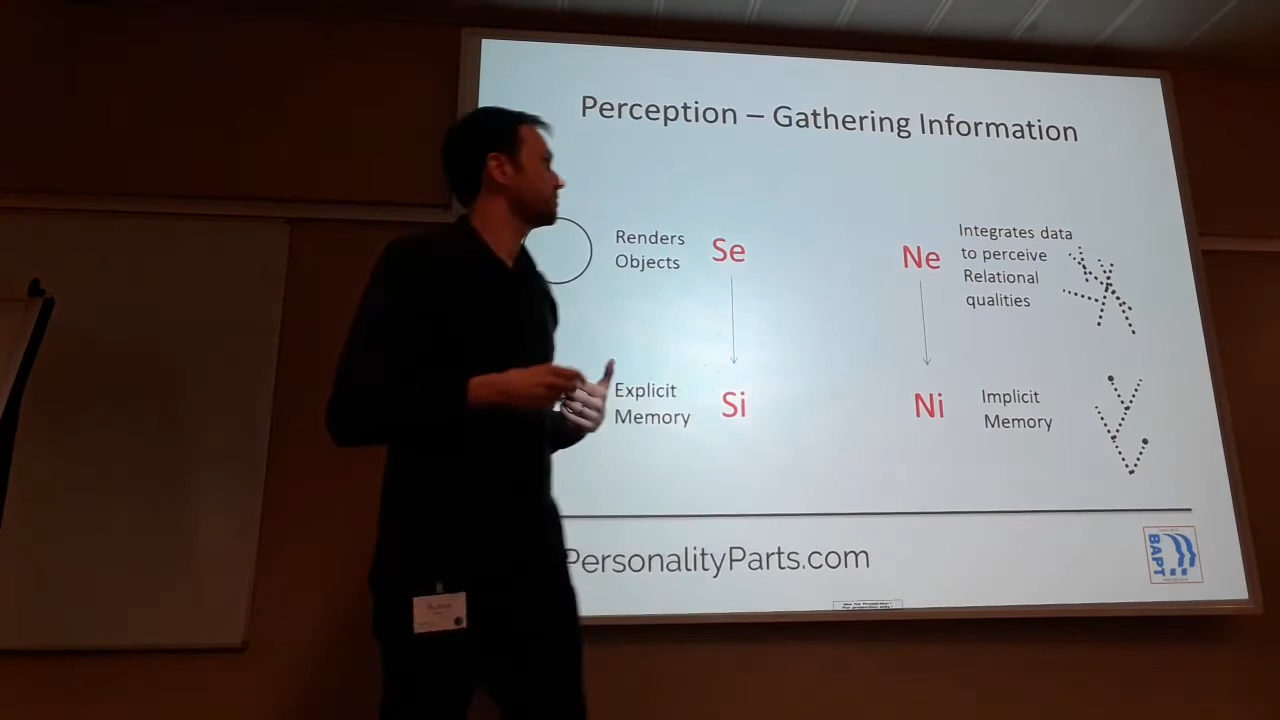 Perception – Gathering Information
Renders
Objects
Se
Ne
Integrates data
to perceive
Relational
qualities
Explicit
Memory
Si
Ni
Implicit
Memory
PersonalityParts.com
BAPT